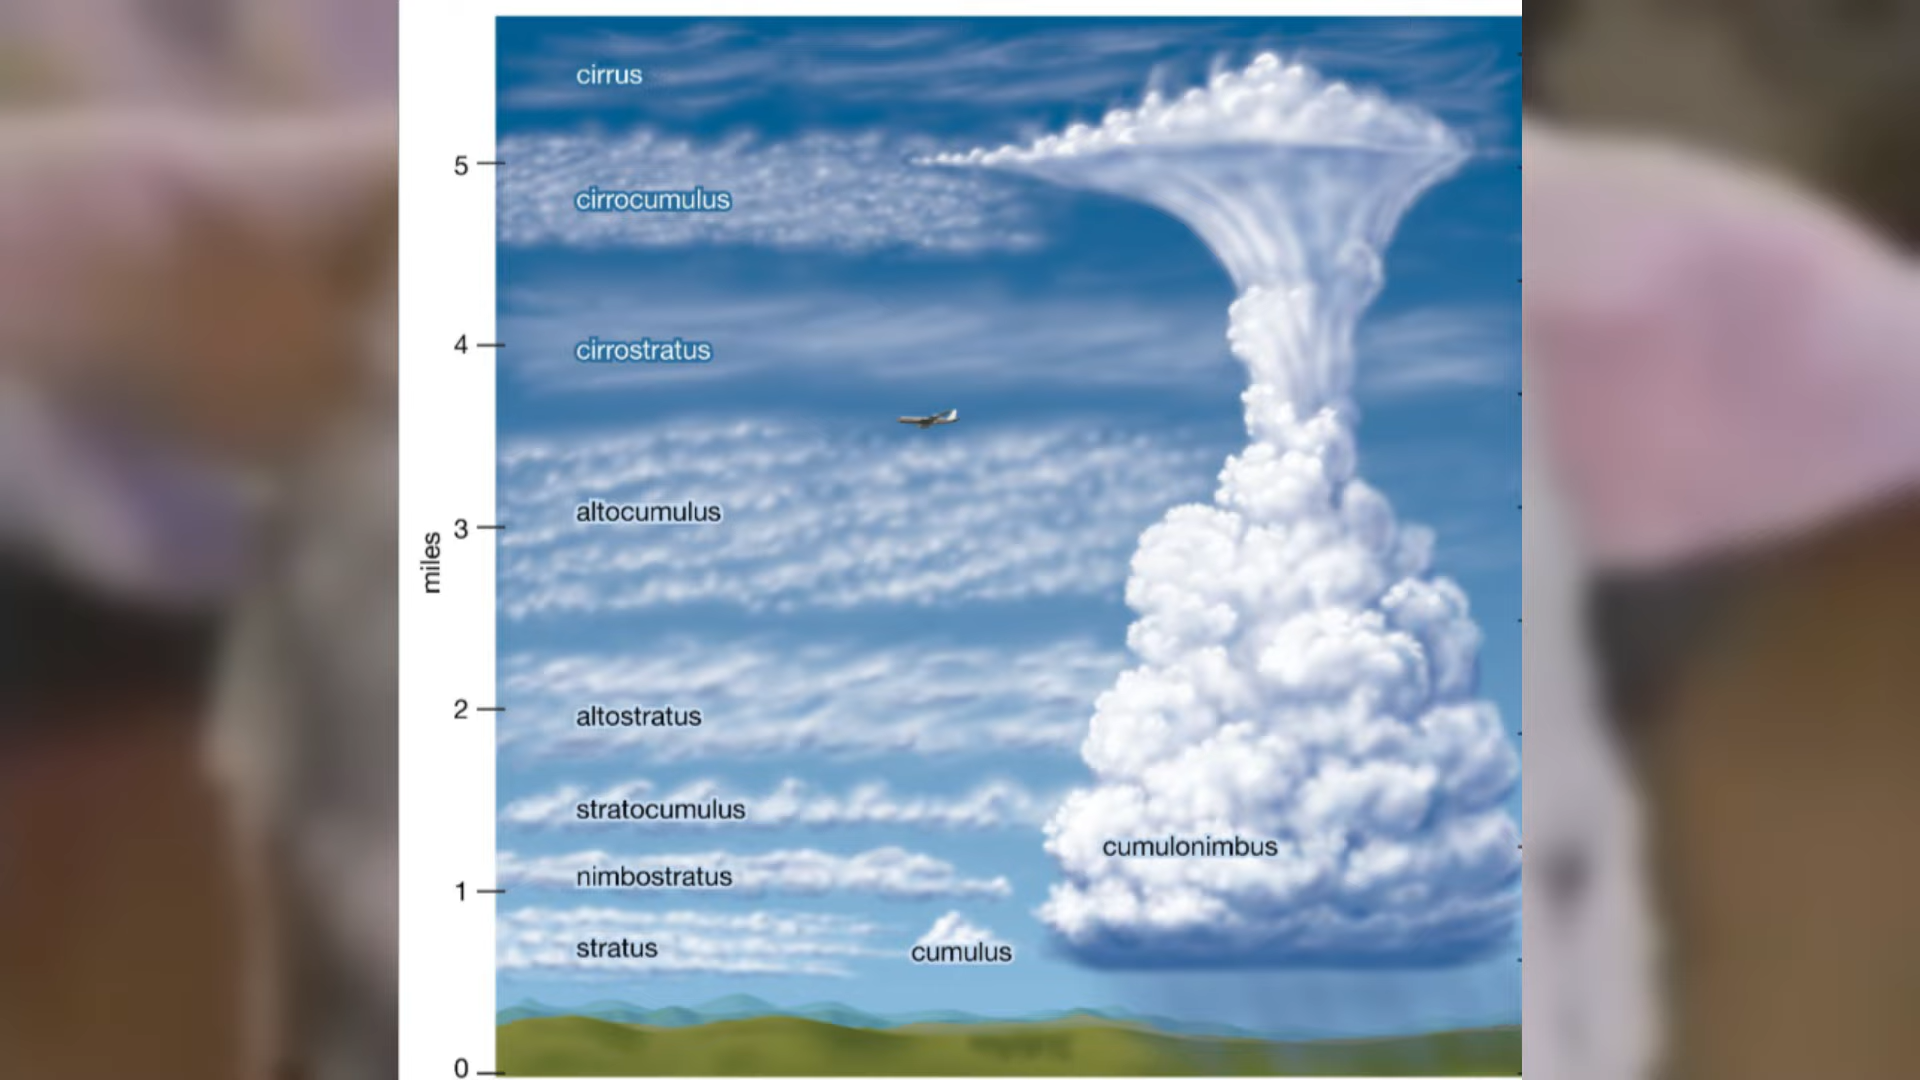 cirrus
5
cirrocumulus
4
cirrostratus
altocumulus
3
miles
2
altostratus
stratocumulus
cumulonimbus
nimbostratus
1
stratus
cumulus
0